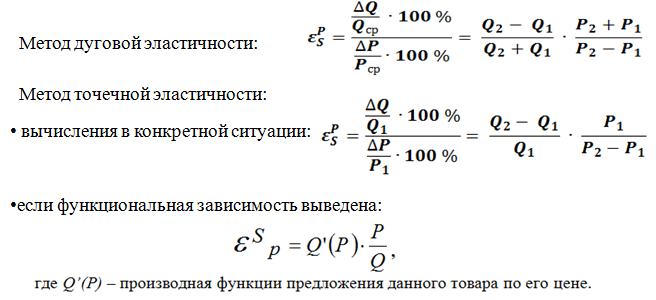 Метод дуговой эластичности: ε_S^P = (ΔQ/Q_ср · 100 %)/(ΔP/P_ср · 100 %) = (Q₂ − Q₁)/(Q₂ + Q₁) · (P₂ + P₁)/(P₂ − P₁)
Метод точечной эластичности:
• вычисления в конкретной ситуации: ε_S^P = (ΔQ/Q₁ · 100 %)/(ΔP/P₁ · 100 %) = (Q₂ − Q₁)/Q₁ · P₁/(P₂ − P₁)
•если функциональная зависимость выведена:
ε^S_p = Q'(P) · P/Q,
где Q’(P) – производная функции предложения данного товара по его цене.